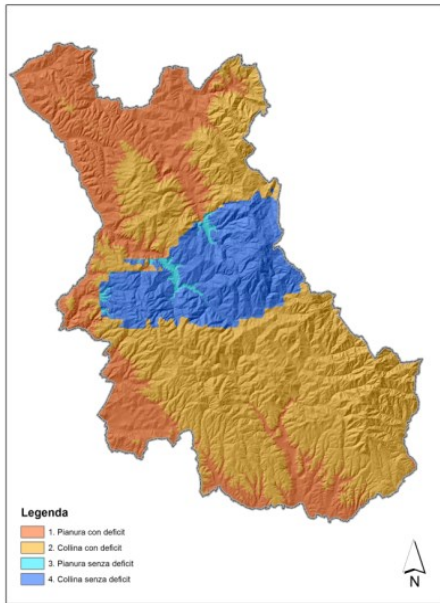 Legenda
1. Pianura con deficit
2. Collina con deficit
3. Pianura senza deficit
4. Collina senza deficit
N